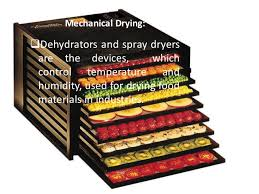 Mechanical Drying:
❑Dehydrators and spray dryers
are the devices, which
control temperature and
humidity, used for drying food
materials in industries.